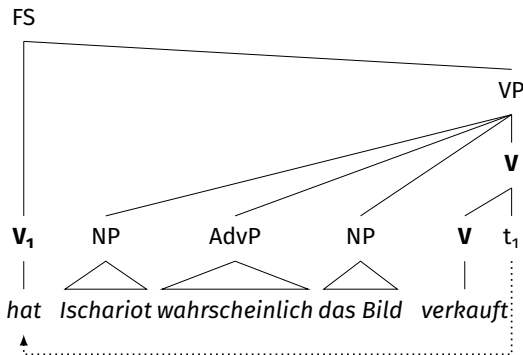 FS
VP
V
V₁ NP AdvP NP V t₁
hat Ischariot wahrscheinlich das Bild verkauft